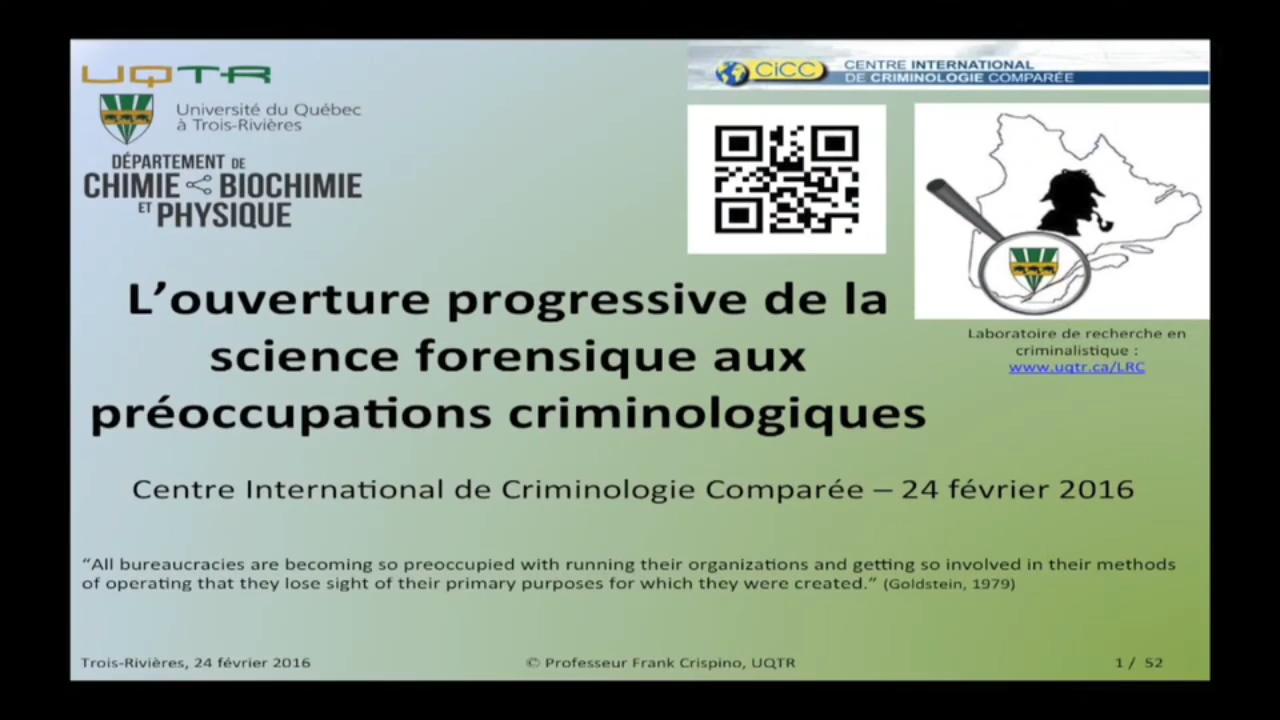 UQTR
Université du Québec
à Trois-Rivières
DÉPARTEMENT DE
CHIMIE BIOCHIMIE
ET PHYSIQUE
CiCC
CENTRE INTERNATIONAL
DE CRIMINOLOGIE COMPARÉE
Laboratoire de recherche en
criminalistique :
www.uqtr.ca/LRC
L’ouverture progressive de la
science forensique aux
préoccupations criminologiques
Centre International de Criminologie Comparée – 24 février 2016
“All bureaucracies are becoming so preoccupied with running their organizations and getting so involved in their methods
of operating that they lose sight of their primary purposes for which they were created.” (Goldstein, 1979)
Trois-Rivières, 24 février 2016
© Professeur Frank Crispino, UQTR
1 / 52